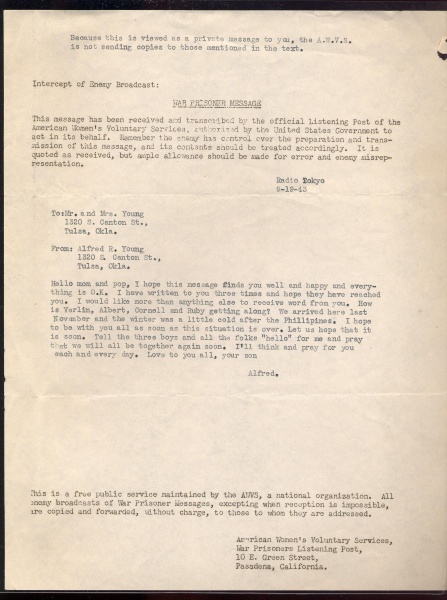 Because this is viewed as a private message to you, the A.W.V.S.
is not sending copies to those mentioned in the text.
Intercept of Enemy Broadcast:
WAR PRISONER MESSAGE
This message has been received and transcribed by the official Listening Post of the
American Women's Voluntary Services, authorized by the United States Government to
act in its behalf. Remember the enemy has control over the preparation and trans-
mission of this message, and its contents should be treated accordingly. It is
quoted as received, but ample allowance should be made for error and enemy misrep-
resentation.
Radio Tokyo
9-19-43
To:Mr. and Mrs. Young
1320 S. Canton St.,
Tulsa, Okla.
From: Alfred R. Young
1320 S. Canton St.,
Tulsa, Okla.
Hello mom and pop, I hope this message finds you well and happy and every-
thing is O.K. I have written to you three times and hope they have reached
you. I would like more than anything else to receive word from you. How
is Verlin, Albert, Cornell and Ruby getting along? We arrived here last
November and the winter was a little cold after the Phillipines. I hope
to be with you all as soon as this situation is over. Let us hope that it
is soon. Tell the three boys and all the folks "hello" for me and pray
that we will all be together again soon. I'll think and pray for you
each and every day. Love to you all, your son
Alfred.
This is a free public service maintained by the AWVS, a national organization. All
enemy broadcasts of War Prisoner Messages, excepting when reception is impossible,
are copied and forwarded, without charge, to those to whom they are addressed.
American Women's Voluntary Services,
War Prisoners Listening Post,
10 E. Green Street,
Pasadena, California.